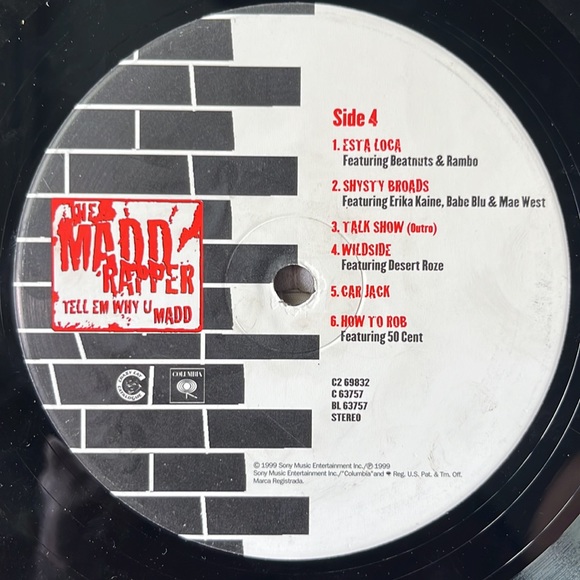 THE
MADD
RAPPER
TELL EM WHY U
MADD
COLUMBIA
Side 4
1. ESTA LOCA
Featuring Beatnuts & Rambo
2. SHYSTY BROADS
Featuring Erika Kaine, Babe Blu & Mae West
3. TALK SHOW (Outro)
4. WILDSIDE
Featuring Desert Roze
5. CAR JACK
6. HOW TO ROB
Featuring 50 Cent
C2 69832
C 63757
BL 63757
STEREO
© 1999 Sony Music Entertainment Inc./℗ 1999
Sony Music Entertainment Inc./"Columbia"and Reg. U.S. Pat. & Tm. Off.
Marca Registrada.